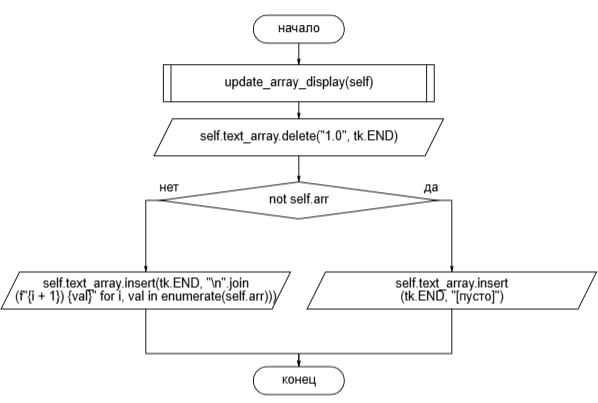 начало
update_array_display(self)
self.text_array.delete("1.0", tk.END)
нет
да
not self.arr
self.text_array.insert(tk.END, "\n".join
(f"{i + 1}) {val}" for i, val in enumerate(self.arr)))
self.text_array.insert
(tk.END, "[пусто]")
конец